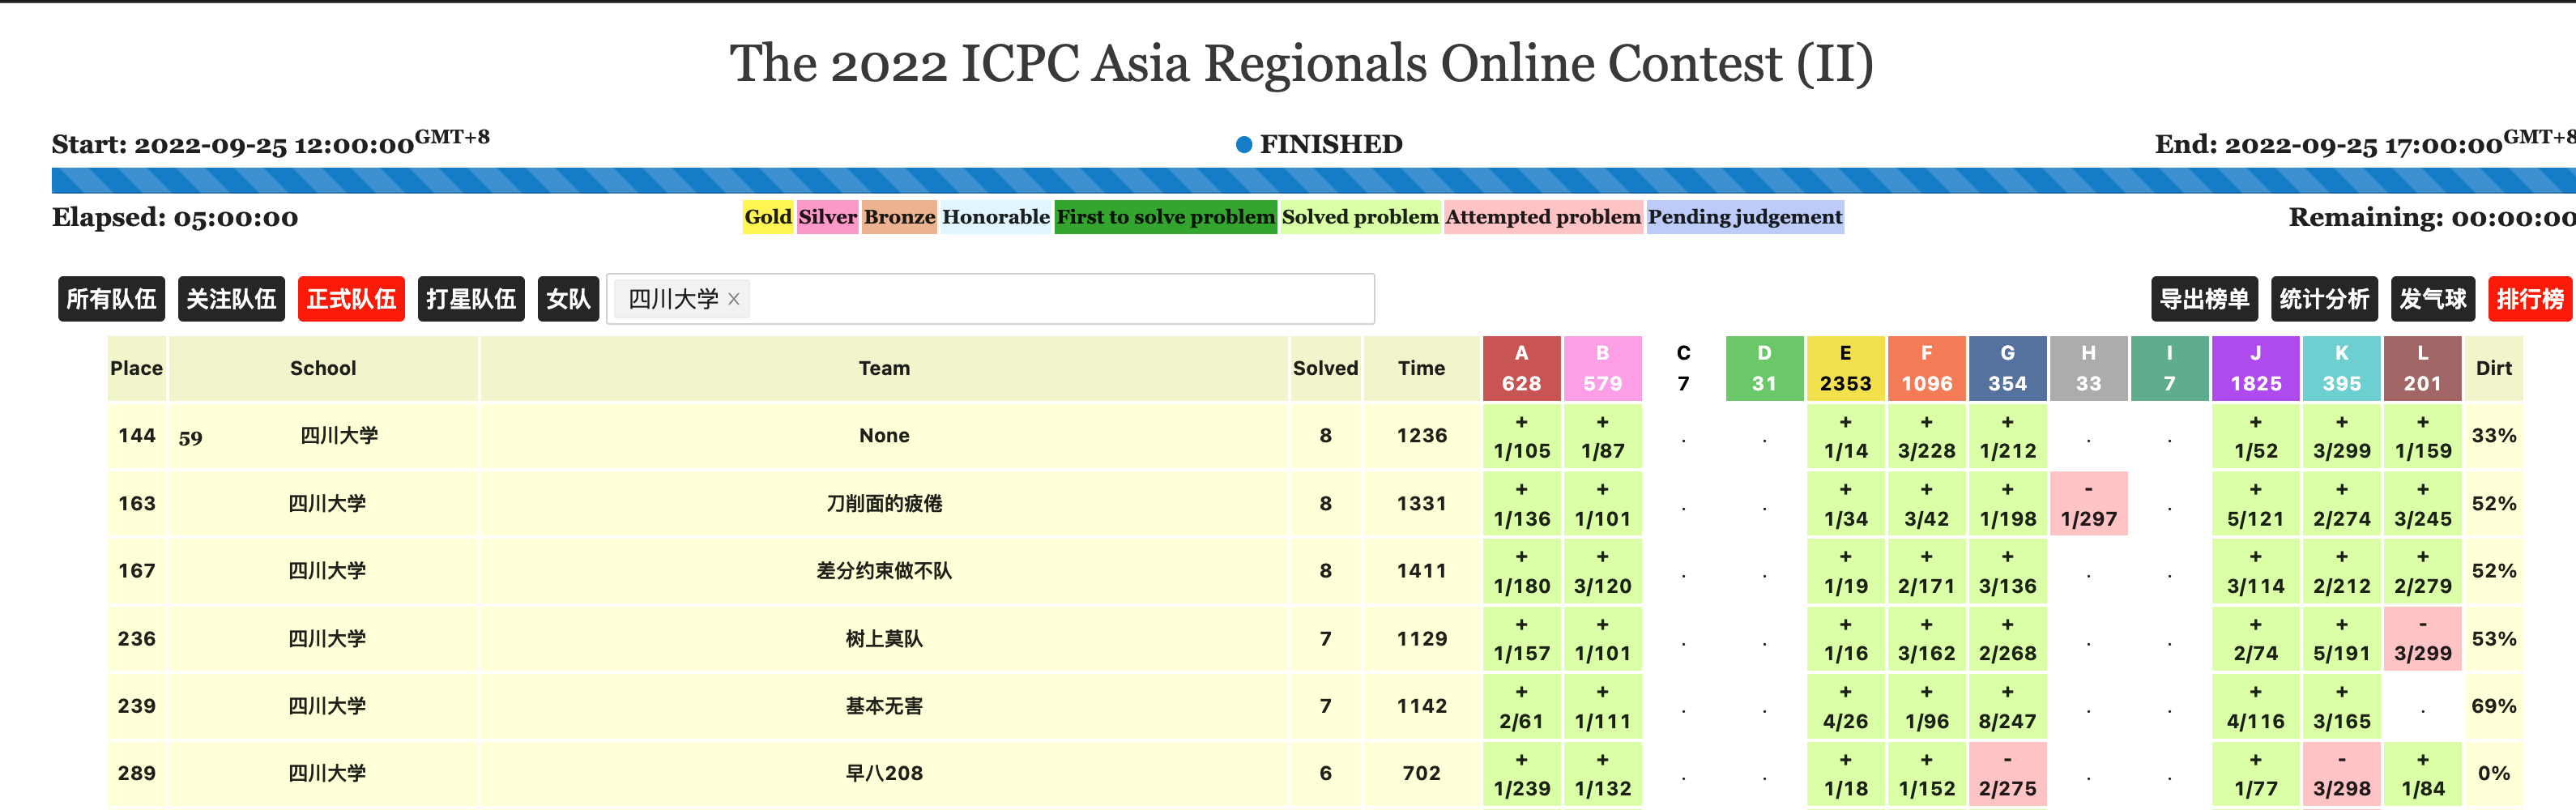 The 2022 ICPC Asia Regionals Online Contest (II)
Start: 2022-09-25 12:00:00GMT+8 FINISHED End: 2022-09-25 17:00:00GMT+8
Elapsed: 05:00:00 Gold Silver Bronze Honorable First to solve problem Solved problem Attempted problem Pending judgement Remaining: 00:00:00
所有队伍 关注队伍 正式队伍 打星队伍 女队 四川大学 × 导出榜单 统计分析 发气球 排行榜
Place School Team Solved Time A B C D E F G H I J K L Dirt
628 579 7 31 2353 1096 354 33 7 1825 395 201
+ + . . + + + . . + + +
144 59 四川大学 None 8 1236 1/105 1/87 1/14 3/228 1/212 1/52 3/299 1/159 33%
+ + . . + + + - . + + +
163 四川大学 刀削面的疲倦 8 1331 1/136 1/101 1/34 3/42 1/198 1/297 5/121 2/274 3/245 52%
+ + . . + + + . . + + +
167 四川大学 差分约束做不队 8 1411 1/180 3/120 1/19 2/171 3/136 3/114 2/212 2/279 52%
+ + . . + + + . . + + -
236 四川大学 树上莫队 7 1129 1/157 1/101 1/16 3/162 2/268 2/74 5/191 3/299 53%
+ + . . + + + . . + + .
239 四川大学 基本无害 7 1142 2/61 1/111 4/26 1/96 8/247 4/116 3/165 69%
+ + . . + + - . . + - +
289 四川大学 早八208 6 702 1/239 1/132 1/18 1/152 2/275 1/77 3/298 1/84 0%